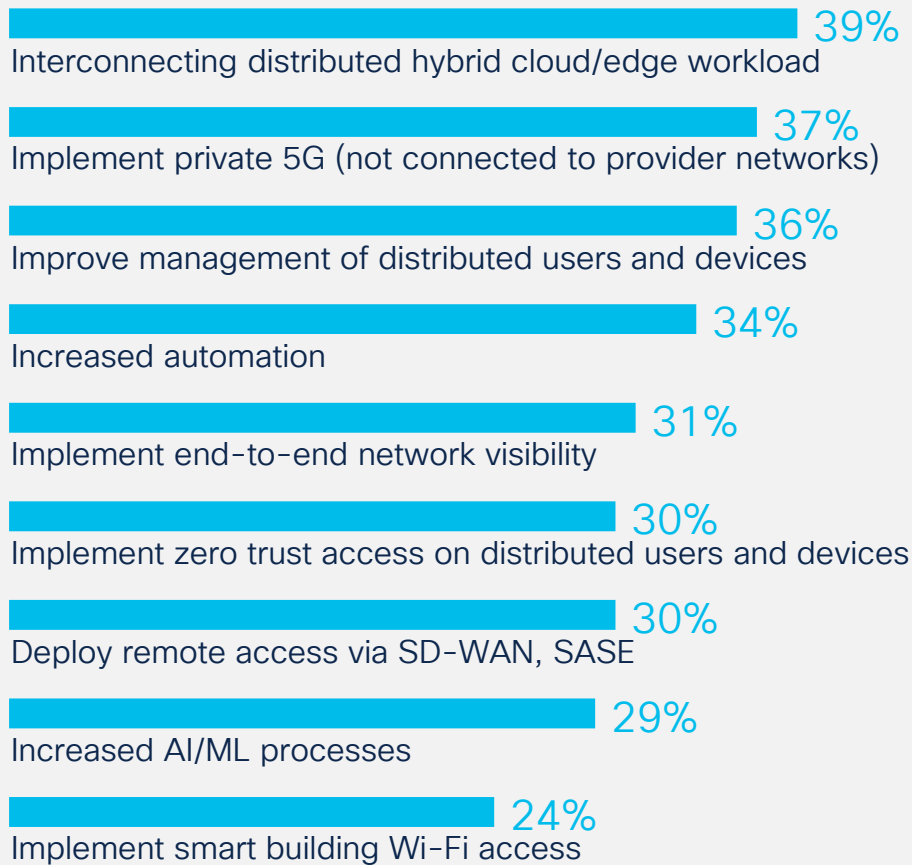 39%
Interconnecting distributed hybrid cloud/edge workload
37%
Implement private 5G (not connected to provider networks)
36%
Improve management of distributed users and devices
34%
Increased automation
31%
Implement end-to-end network visibility
30%
Implement zero trust access on distributed users and devices
30%
Deploy remote access via SD-WAN, SASE
29%
Increased AI/ML processes
24%
Implement smart building Wi-Fi access